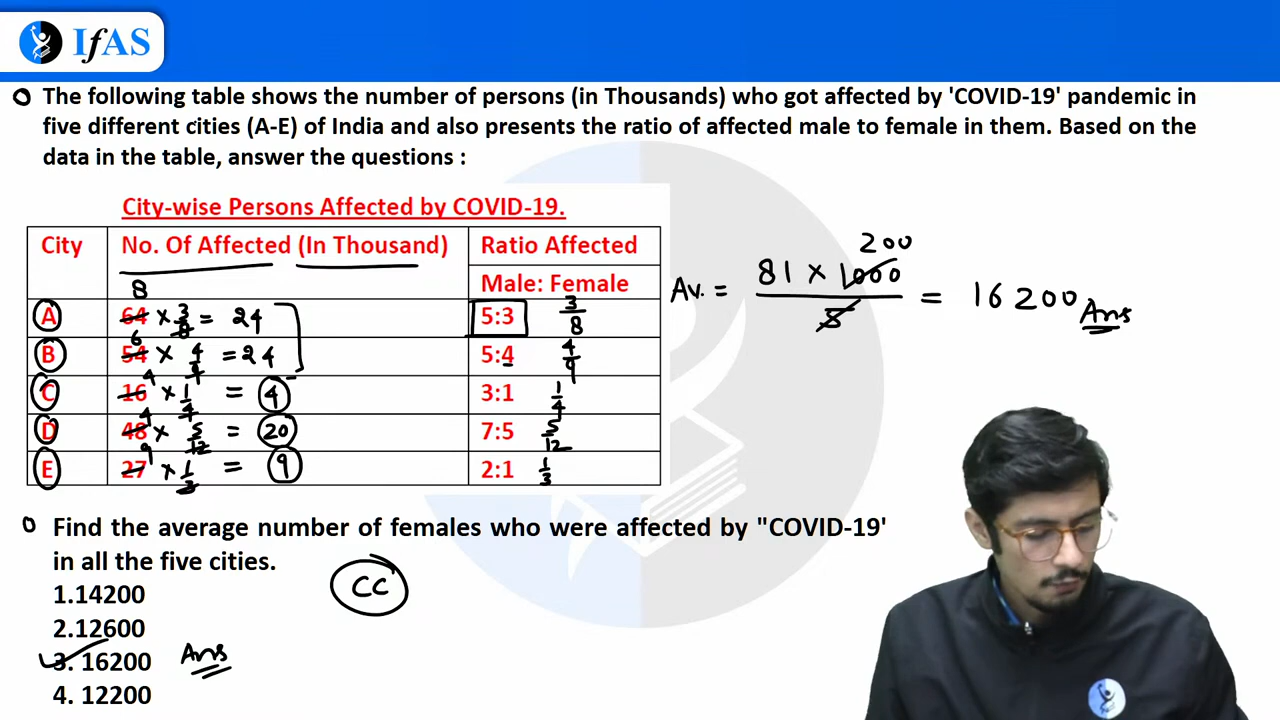 IfAS
O The following table shows the number of persons (in Thousands) who got affected by 'COVID-19' pandemic in
five different cities (A-E) of India and also presents the ratio of affected male to female in them. Based on the
data in the table, answer the questions :
City-wise Persons Affected by COVID-19.
City No. Of Affected (In Thousand) Ratio Affected
Male: Female
8
A 64 × 3/8 = 24 5:3 3/8
6
B 54 × 4/9 = 24 5:4 4/9
4
C 16 × 1/4 = 4 3:1 1/4
4
D 48 × 5/12 = 20 7:5 5/12
9
E 27 × 1/3 = 9 2:1 1/3
200
Av. = 81 × 1000 / 5 = 16200 Ans
O Find the average number of females who were affected by "COVID-19'
in all the five cities.
CC
1.14200
2.12600
3. 16200 Ans
4. 12200